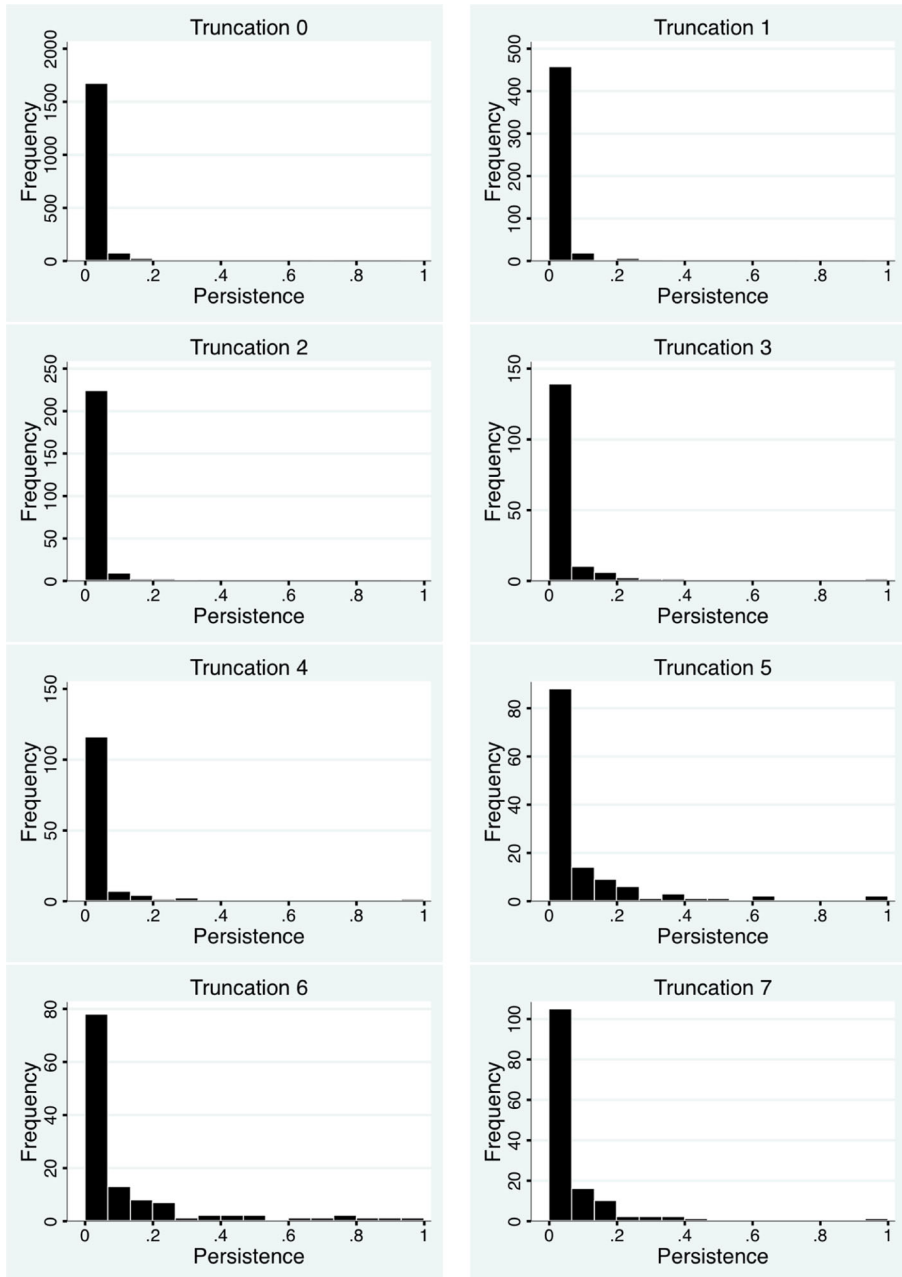 Truncation 0
Frequency
0 500 1000 1500 2000
0 .2 .4 .6 .8 1
Persistence
Truncation 1
Frequency
0 100 200 300 400 500
0 .2 .4 .6 .8 1
Persistence
Truncation 2
Frequency
0 50 100 150 200 250
0 .2 .4 .6 .8 1
Persistence
Truncation 3
Frequency
0 50 100 150
0 .2 .4 .6 .8 1
Persistence
Truncation 4
Frequency
0 50 100 150
0 .2 .4 .6 .8 1
Persistence
Truncation 5
Frequency
0 20 40 60 80
0 .2 .4 .6 .8 1
Persistence
Truncation 6
Frequency
0 20 40 60 80
0 .2 .4 .6 .8 1
Persistence
Truncation 7
Frequency
0 20 40 60 80 100
0 .2 .4 .6 .8 1
Persistence